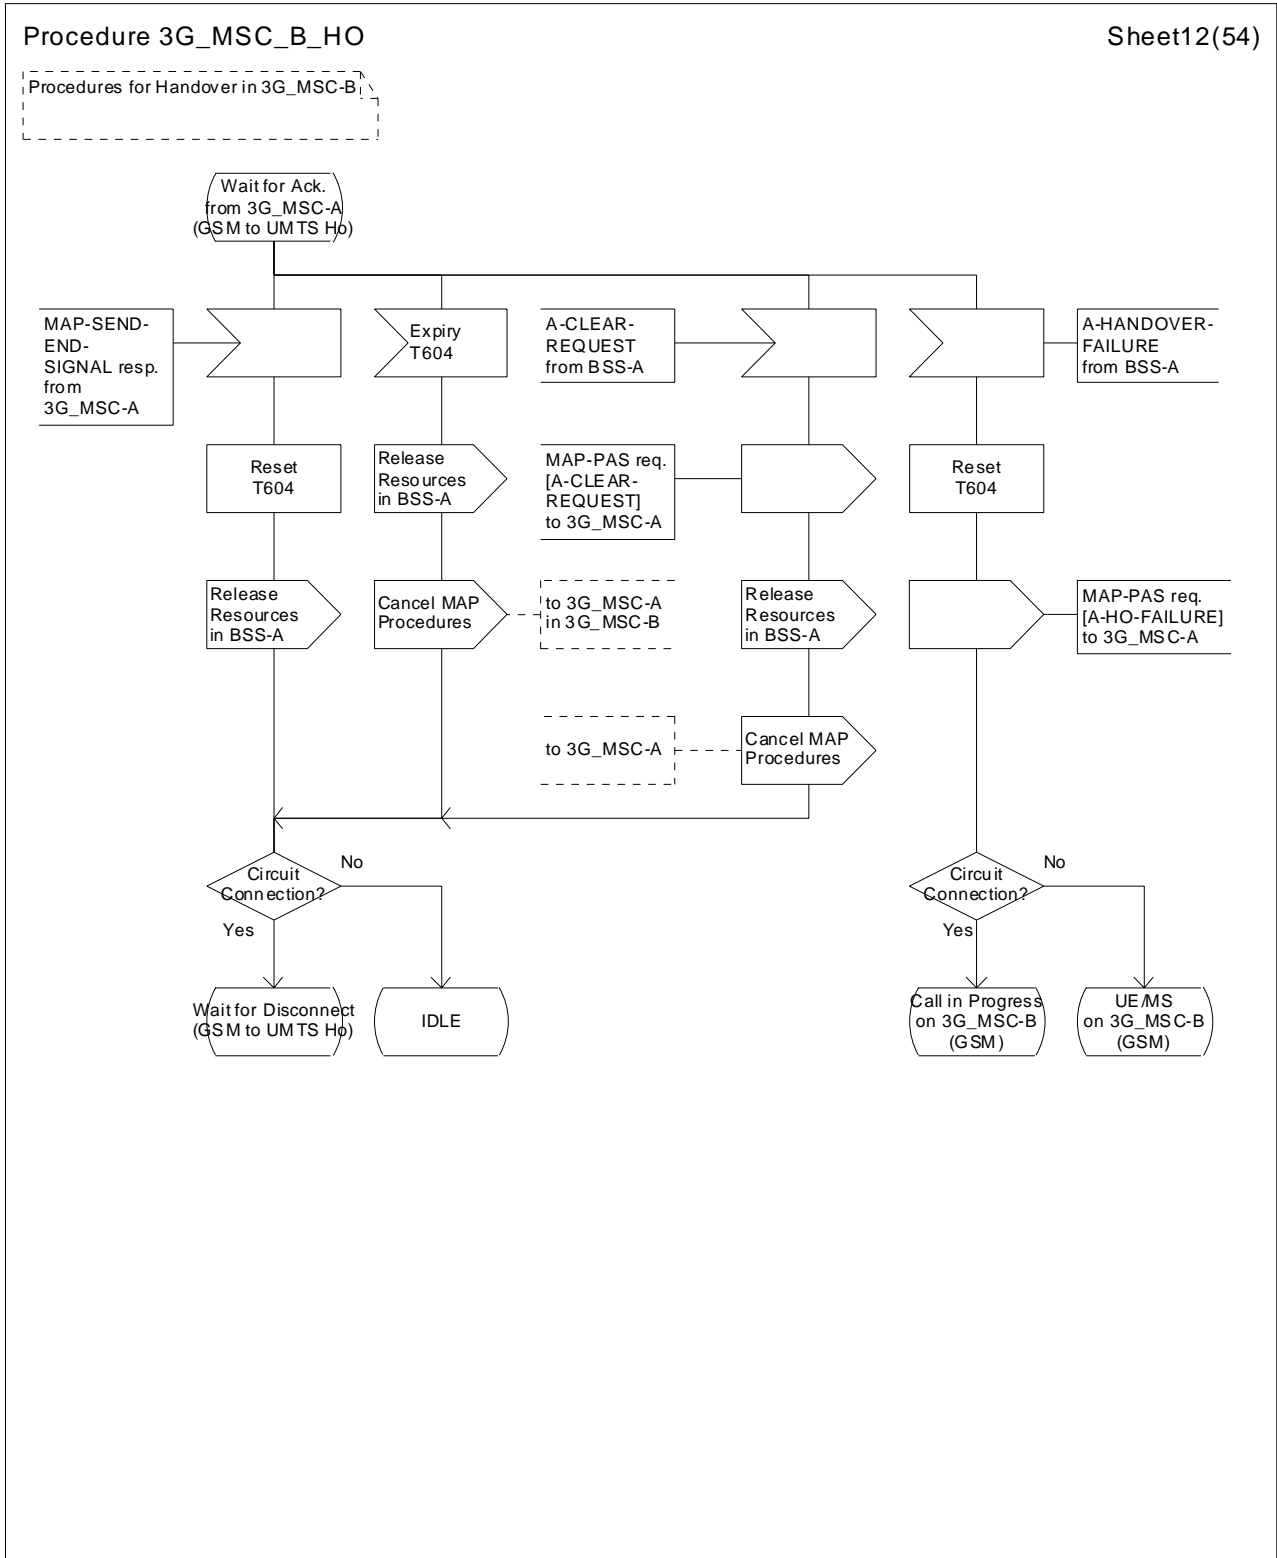 Procedure 3G_MSC_B_HO
Sheet12(54)
Procedures for Handover in 3G_MSC-B
Wait for Ack.
from 3G_MSC-A
(GSM to UMTS Ho)
MAP-SEND-
END-
SIGNAL resp.
from
3G_MSC-A
Expiry
T604
A-CLEAR-
REQUEST
from BSS-A
A-HANDOVER-
FAILURE
from BSS-A
Reset
T604
Release
Resources
in BSS-A
MAP-PAS req.
[A-CLEAR-
REQUEST]
to 3G_MSC-A
Reset
T604
Release
Resources
in BSS-A
Cancel MAP
Procedures
to 3G_MSC-A
in 3G_MSC-B
Release
Resources
in BSS-A
MAP-PAS req.
[A-HO-FAILURE]
to 3G_MSC-A
to 3G_MSC-A
Cancel MAP
Procedures
Circuit
Connection?
No
Yes
Circuit
Connection?
No
Yes
Wait for Disconnect
(GSM to UMTS Ho)
IDLE
Call in Progress
on 3G_MSC-B
(GSM)
UE/MS
on 3G_MSC-B
(GSM)